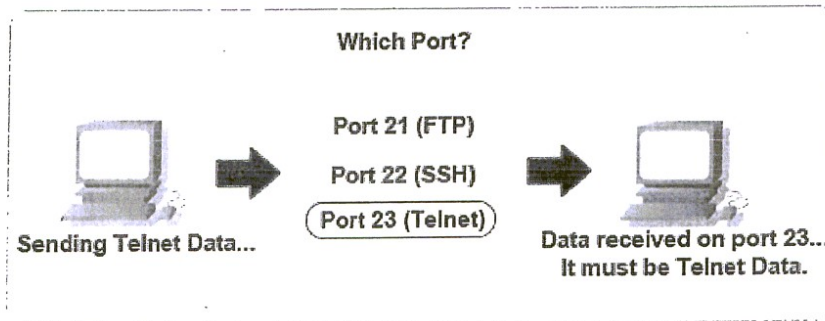 Which Port?
Port 21 (FTP)
Port 22 (SSH)
Port 23 (Telnet)
Sending Telnet Data...
Data received on port 23...
It must be Telnet Data.